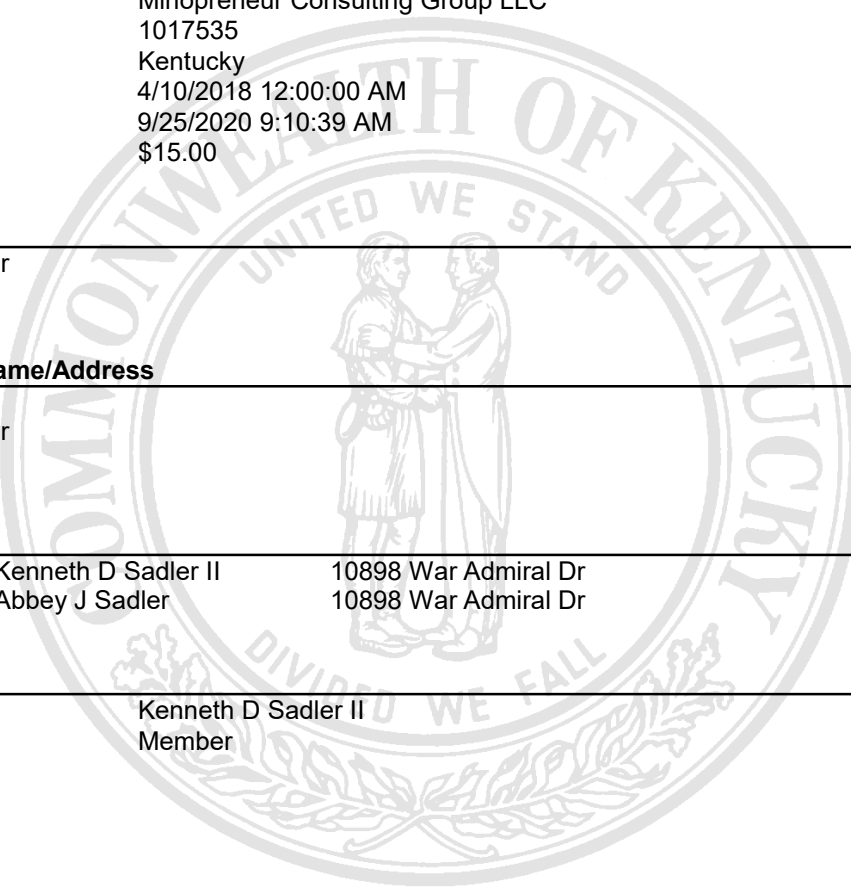 Minopreneur Consulting Group LLC
1017535
Kentucky
4/10/2018 12:00:00 AM
9/25/2020 9:10:39 AM
$15.00
r
ame/Address
r
Kenneth D Sadler II 10898 War Admiral Dr
Abbey J Sadler 10898 War Admiral Dr
Kenneth D Sadler II
Member
COMMONWEALTH OF KENTUCKY
UNITED WE STAND
DIVIDED WE FALL